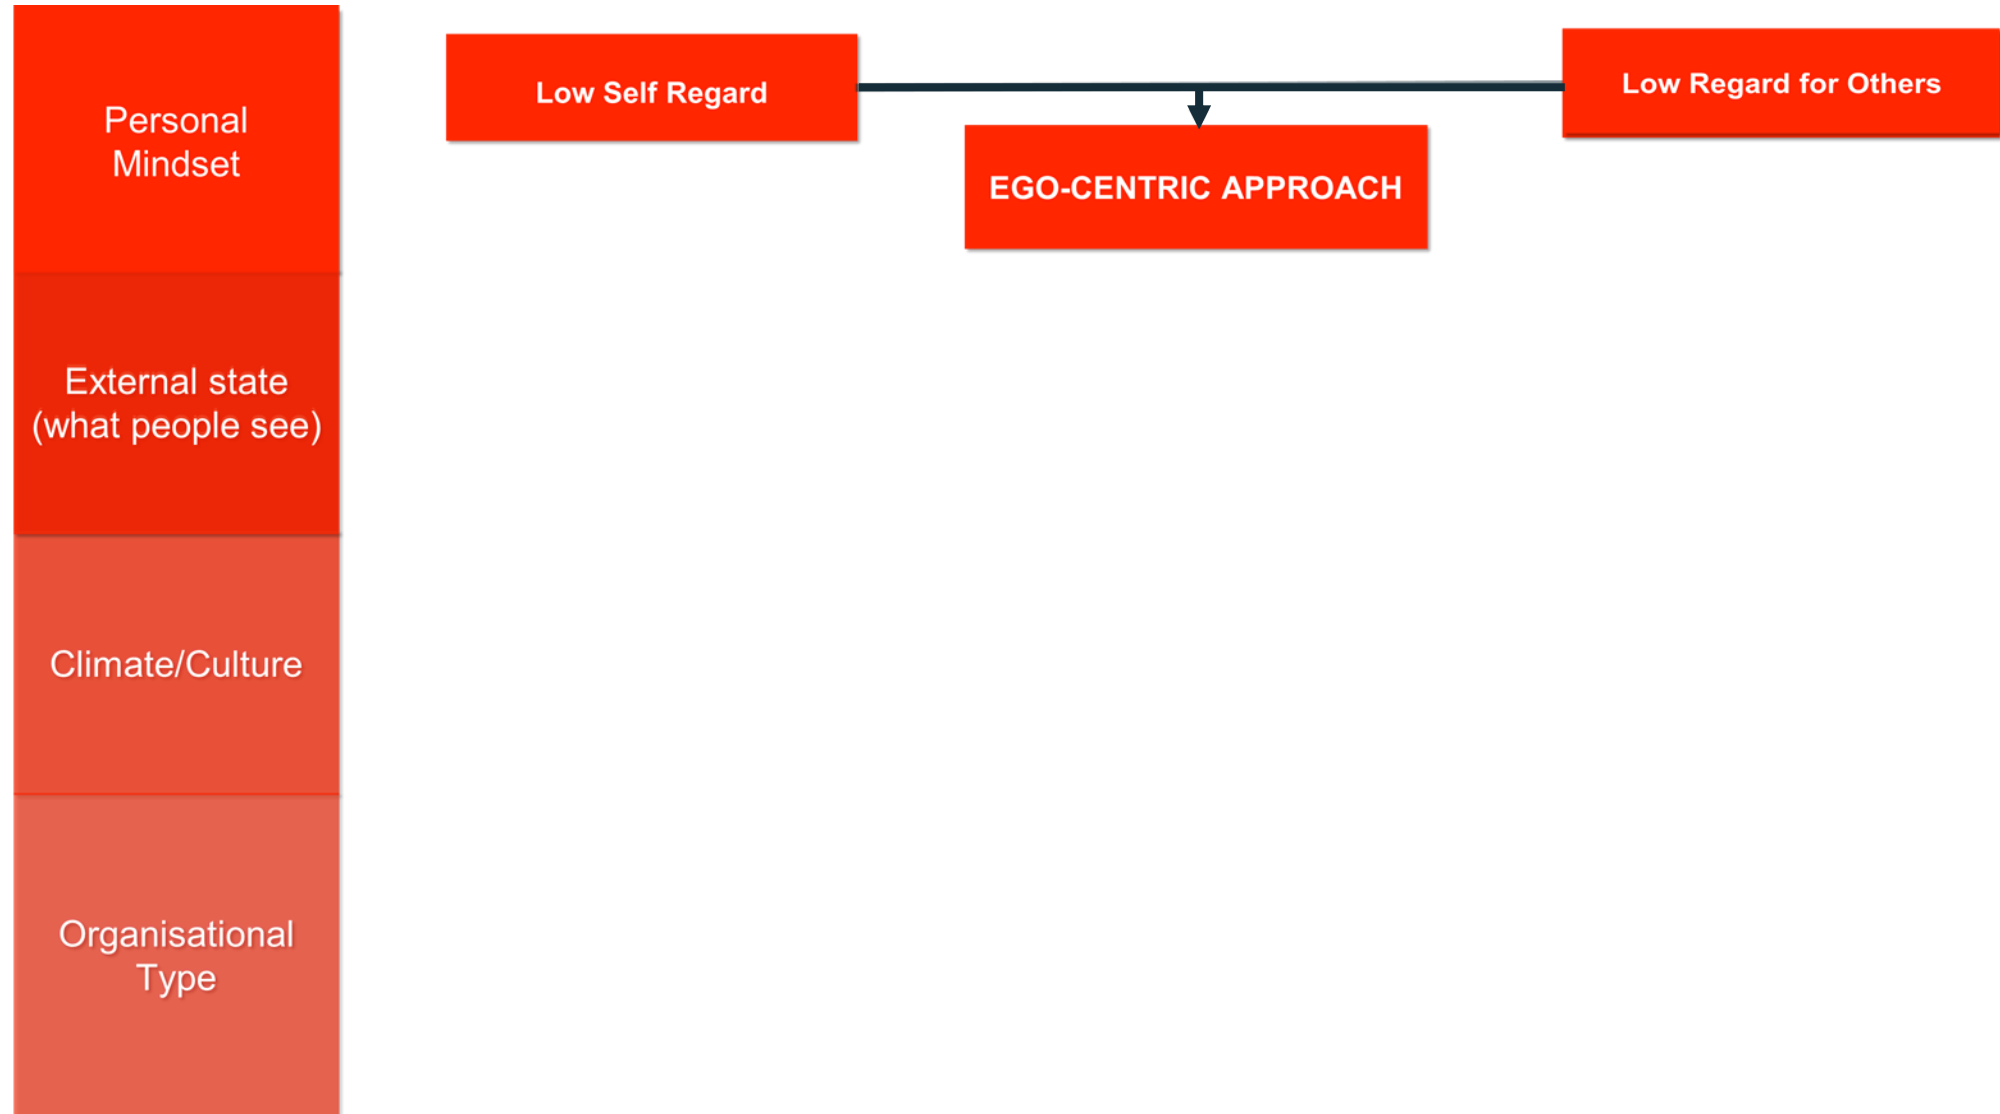 Personal
Mindset
Low Self Regard
Low Regard for Others
EGO-CENTRIC APPROACH
External state
(what people see)
Climate/Culture
Organisational
Type